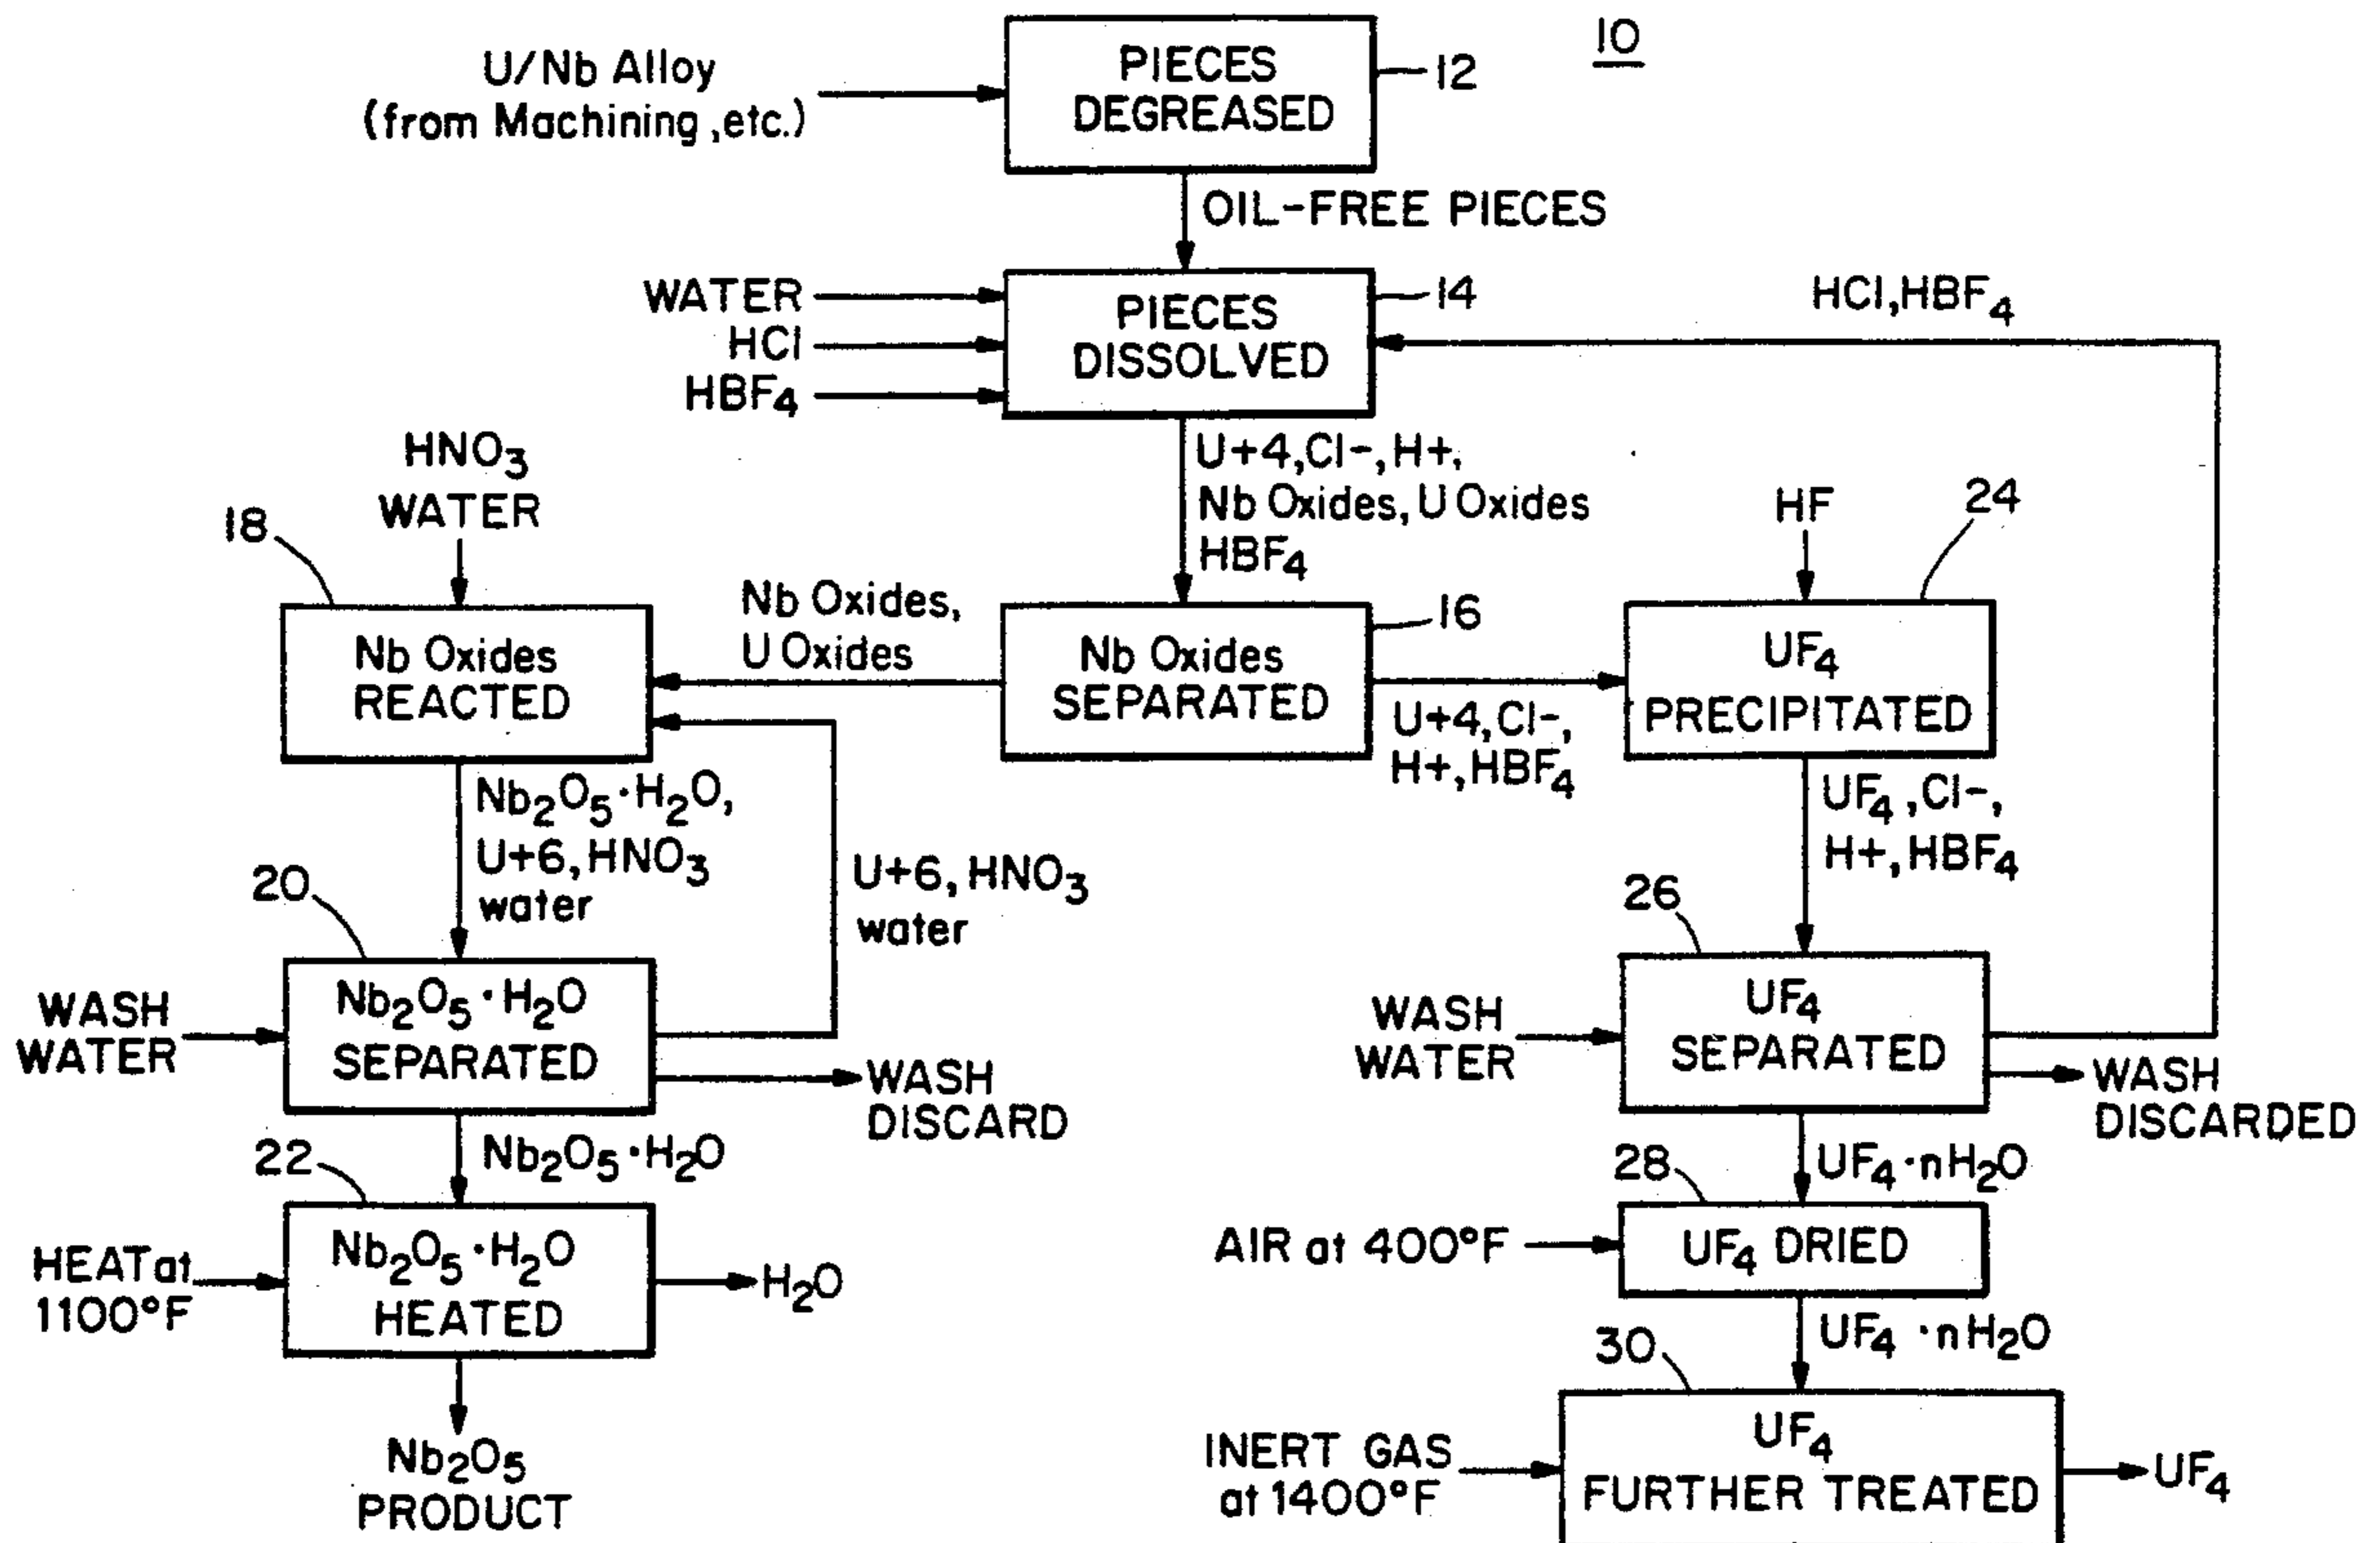 10
U/Nb Alloy
(from Machining ,etc.)
PIECES
DEGREASED
12
OIL-FREE PIECES
WATER
HCl
HBF4
PIECES
DISSOLVED
14
HCl,HBF4
U+4,Cl-,H+,
Nb Oxides, U Oxides
HBF4
HNO3
WATER
18
Nb Oxides
REACTED
Nb Oxides,
U Oxides
Nb Oxides
SEPARATED
16
U+4,Cl-,
H+,HBF4
HF
24
UF4
PRECIPITATED
Nb2O5·H2O,
U+6, HNO3
water
U+6, HNO3
water
UF4,Cl-,
H+,HBF4
20
WASH
WATER
Nb2O5·H2O
SEPARATED
WASH
DISCARD
26
WASH
WATER
UF4
SEPARATED
WASH
DISCARDED
Nb2O5·H2O
22
HEAT at
1100°F
Nb2O5·H2O
HEATED
H2O
Nb2O5
PRODUCT
UF4·nH2O
28
AIR at 400°F
UF4 DRIED
UF4 ·nH2O
30
INERT GAS
at 1400°F
UF4
FURTHER TREATED
UF4